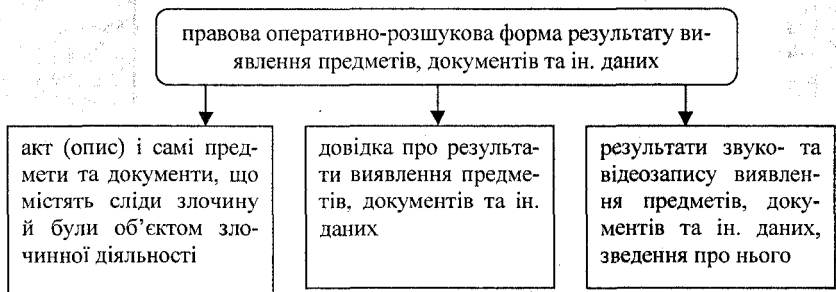 правова оперативно-розшукова форма результату ви-
явлення предметів, документів та ін. даних
акт (опис) і самі пред-
мети та документи, що
містять сліди злочину
й були об’єктом зло-
чинної діяльності
довідка про результа-
ти виявлення предме-
тів, документів та ін.
даних
результати звуко- та
відеозапису виявлен-
ня предметів, доку-
ментів та ін. даних,
зведення про нього